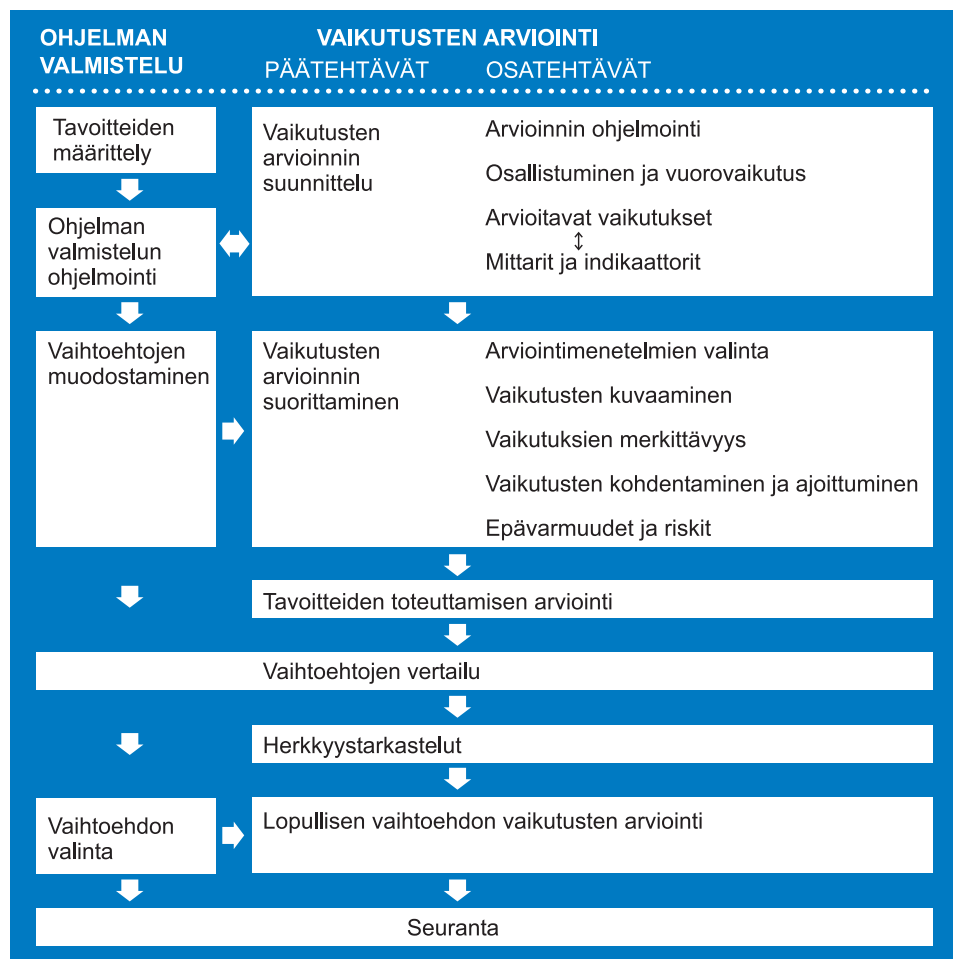 OHJELMAN
VALMISTELU
VAIKUTUSTEN ARVIOINTI
PÄÄTEHTÄVÄT
OSATEHTÄVÄT
Tavoitteiden
määrittely
Ohjelman
valmistelun
ohjelmointi
Vaikutusten
arvioinnin
suunnittelu
Arvioinnin ohjelmointi
Osallistuminen ja vuorovaikutus
Arvioitavat vaikutukset
Mittarit ja indikaattorit
Vaihtoehtojen
muodostaminen
Vaikutusten
arvioinnin
suorittaminen
Arviointimenetelmien valinta
Vaikutusten kuvaaminen
Vaikutuksien merkittävyys
Vaikutusten kohdentaminen ja ajoittuminen
Epävarmuudet ja riskit
Tavoitteiden toteuttamisen arviointi
Vaihtoehtojen vertailu
Herkkyystarkastelut
Vaihtoehdon
valinta
Lopullisen vaihtoehdon vaikutusten arviointi
Seuranta